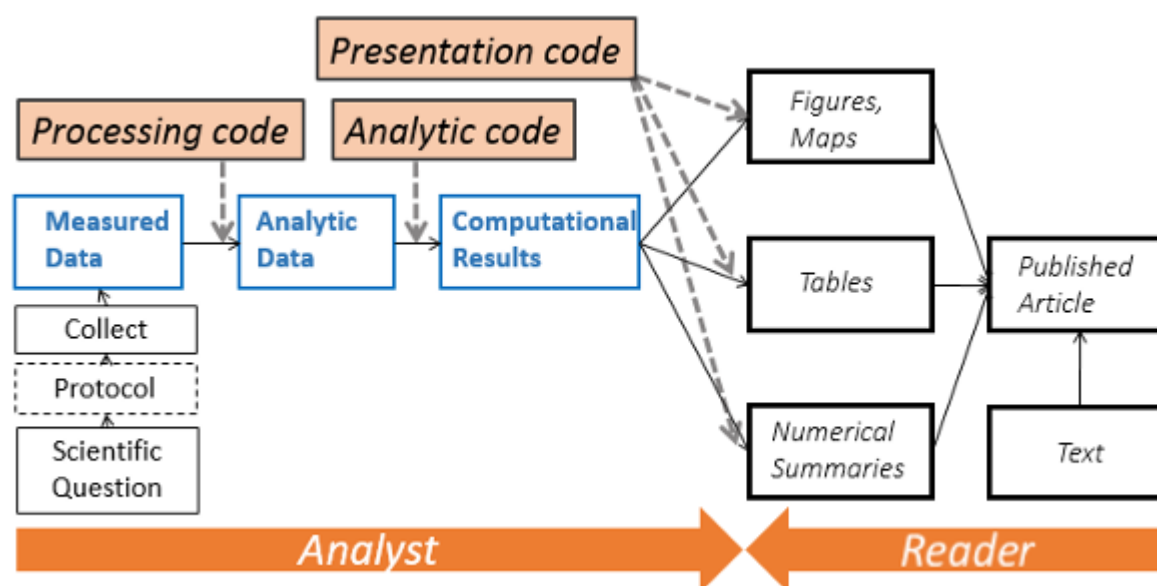 Presentation code
Processing code
Analytic code
Figures,
Maps
Measured
Data
Analytic
Data
Computational
Results
Tables
Published
Article
Collect
Protocol
Scientific
Question
Numerical
Summaries
Text
Analyst
Reader